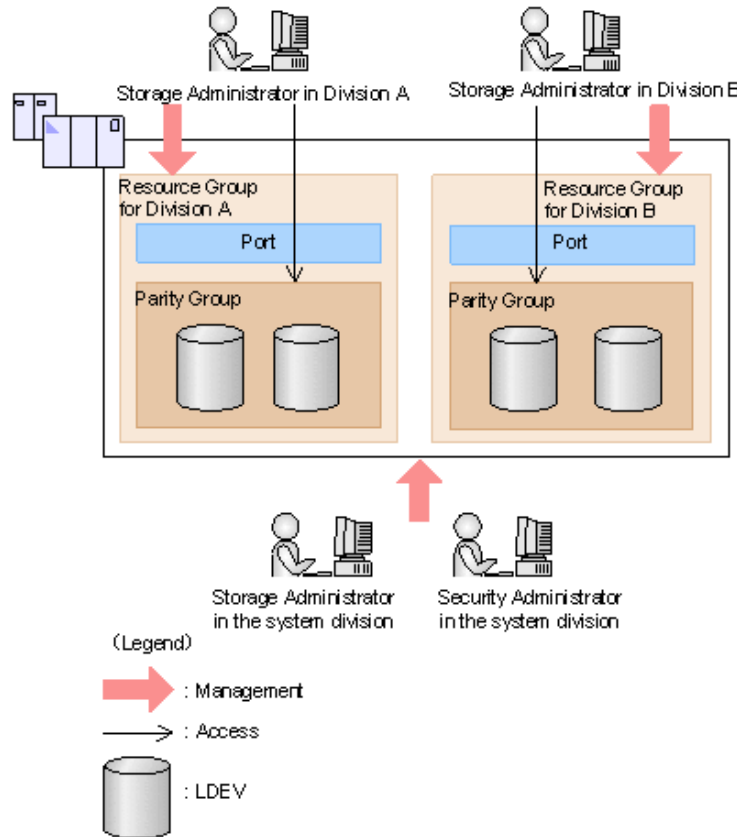 Storage Administrator in Division A
Storage Administrator in Division B
Resource Group
for Division A
Resource Group
for Division B
Port
Port
Parity Group
Parity Group
Storage Administrator
in the system division
Security Administrator
in the system division
(Legend)
: Management
: Access
: LDEV